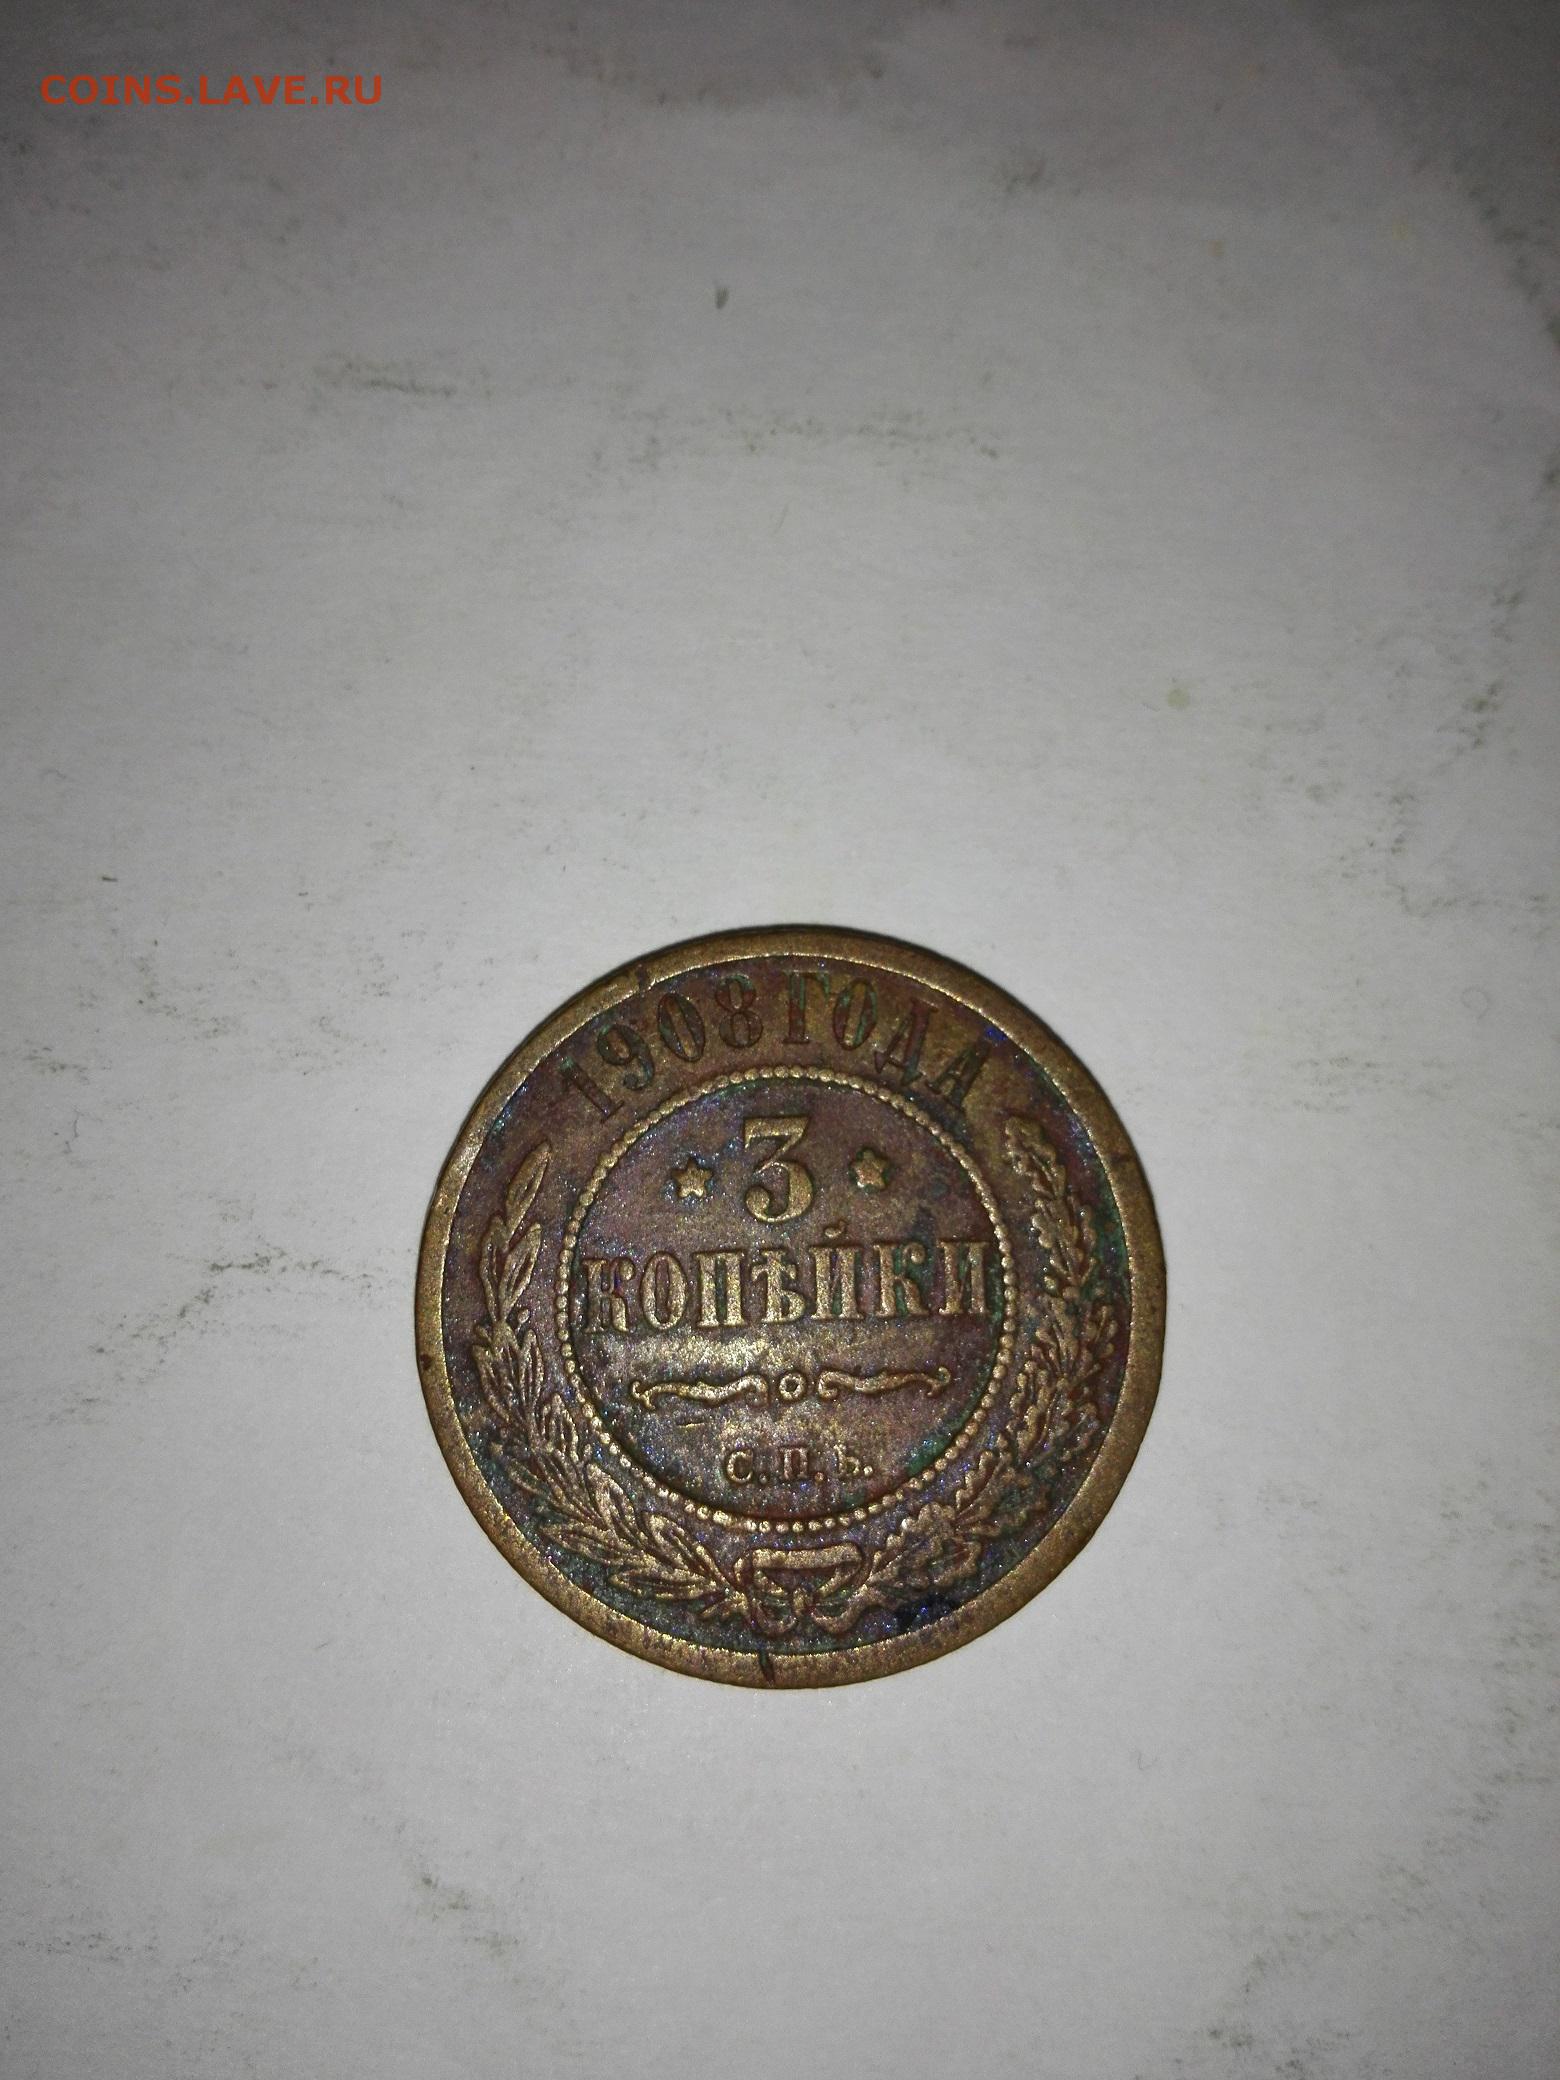 COINS.LAVE.RU
1908 ГОДА
3
КОПѢЙКИ
С.П.Б.